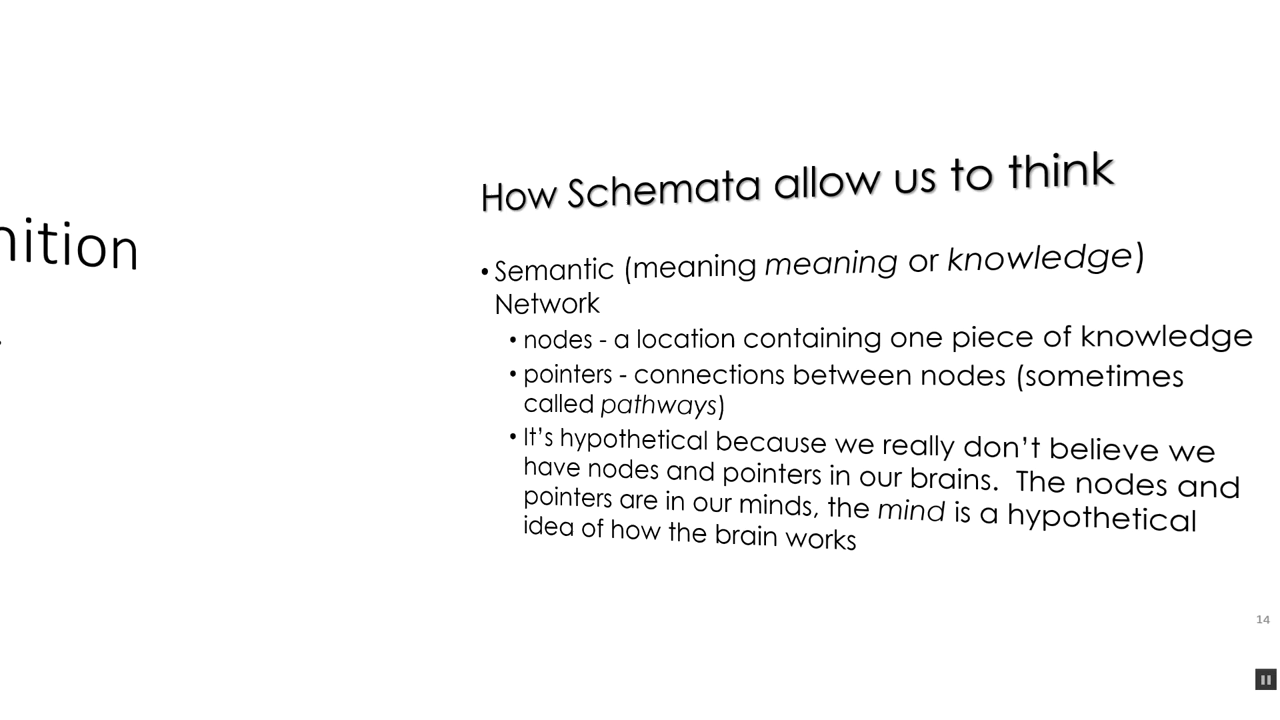 nition
How Schemata allow us to think
• Semantic (meaning meaning or knowledge)
Network
• nodes - a location containing one piece of knowledge
• pointers - connections between nodes (sometimes
called pathways)
• It’s hypothetical because we really don’t believe we
have nodes and pointers in our brains.  The nodes and
pointers are in our minds, the mind is a hypothetical
idea of how the brain works
14